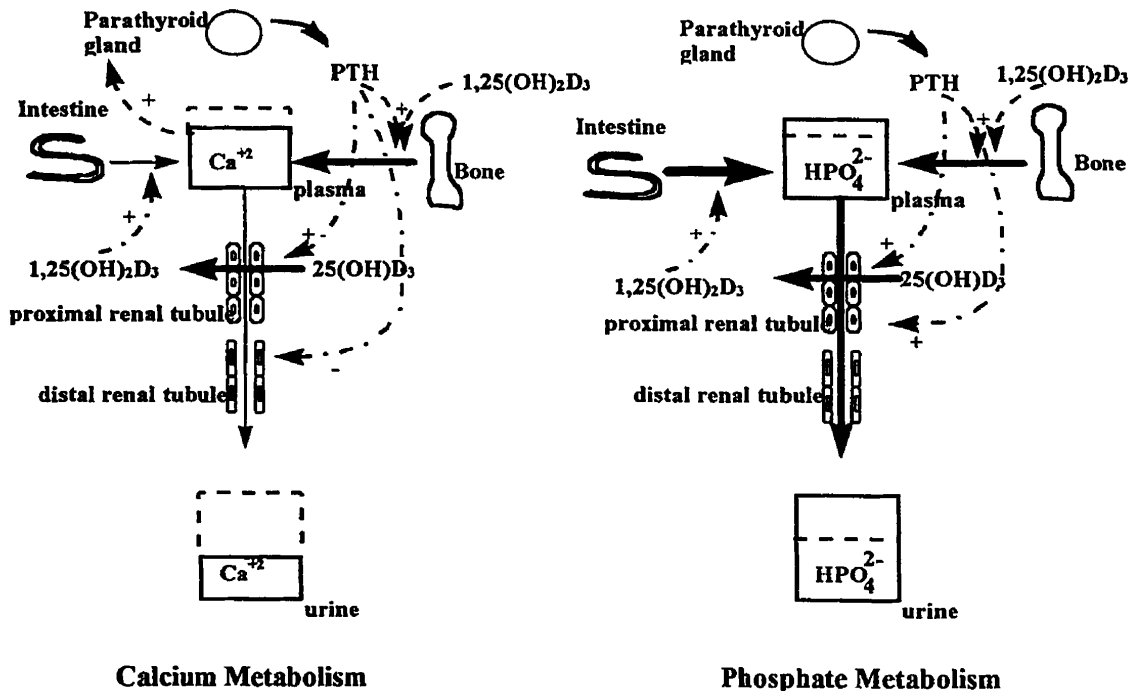 Parathyroid
gland
PTH
1,25(OH)₂D₃
+
+
Intestine
Ca⁺²
Bone
plasma
+
+ -
1,25(OH)₂D₃
25(OH)D₃
proximal renal tubule
-
distal renal tubule
Ca⁺²
urine
Calcium Metabolism
Parathyroid
gland
PTH
1,25(OH)₂D₃
+
Intestine
HPO₄²⁻
Bone
plasma
+
+
1,25(OH)₂D₃
25(OH)D₃
proximal renal tubule
+
distal renal tubule
HPO₄²⁻
urine
Phosphate Metabolism